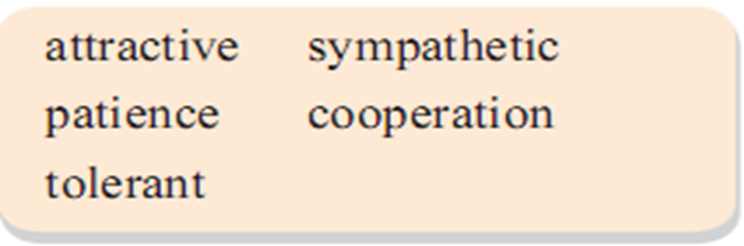 attractive sympathetic
patience cooperation
tolerant